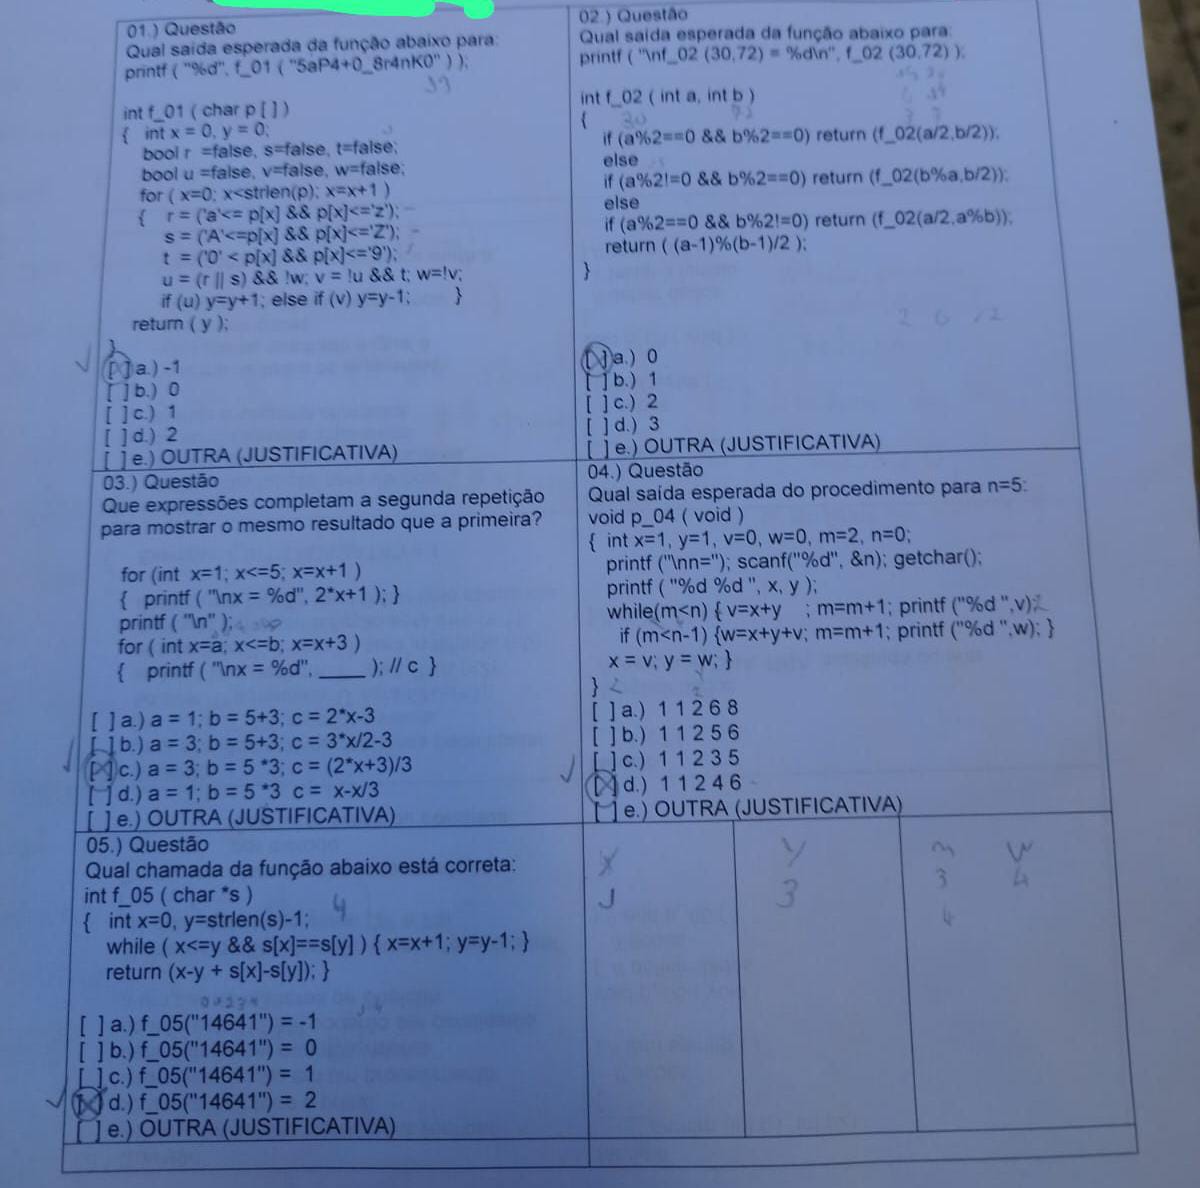 01.) Questão
Qual saída esperada da função abaixo para:
printf ( "%d", f_01 ( "5aP4+0_8r4nK0" ) );
int f_01 ( char p [ ] )
{ int x = 0, y = 0;
bool r =false, s=false, t=false;
bool u =false, v=false, w=false;
for ( x=0; x<strlen(p); x=x+1 )
{ r = ('a'<= p[x] && p[x]<='z');
s = ('A'<=p[x] && p[x]<='Z');
t = ('0' < p[x] && p[x]<='9');
u = (r || s) && !w; v = !u && t; w=!v;
if (u) y=y+1; else if (v) y=y-1; }
return ( y );
}
[ ] a.) -1
[ ] b.) 0
[ ] c.) 1
[ ] d.) 2
[ ] e.) OUTRA (JUSTIFICATIVA)
02.) Questão
Qual saída esperada da função abaixo para:
printf ( "\nf_02 (30,72) = %d\n", f_02 (30,72) );
int f_02 ( int a, int b )
{
30 72
if (a%2==0 && b%2==0) return (f_02(a/2,b/2));
else
if (a%2!=0 && b%2==0) return (f_02(b%a,b/2));
else
if (a%2==0 && b%2!=0) return (f_02(a/2,a%b));
return ( (a-1)%(b-1)/2 );
}
2 6 12
[ ] a.) 0
[ ] b.) 1
[ ] c.) 2
[ ] d.) 3
[ ] e.) OUTRA (JUSTIFICATIVA)
03.) Questão
Que expressões completam a segunda repetição
para mostrar o mesmo resultado que a primeira?
for (int x=1; x<=5; x=x+1 )
{ printf ( "\nx = %d", 2*x+1 ); }
printf ( "\n" );
for ( int x=a; x<=b; x=x+3 )
{ printf ( "\nx = %d", ____ ); // c }
[ ] a.) a = 1; b = 5+3; c = 2*x-3
[ ] b.) a = 3; b = 5+3; c = 3*x/2-3
[ ] c.) a = 3; b = 5 *3; c = (2*x+3)/3
[ ] d.) a = 1; b = 5 *3 c = x-x/3
[ ] e.) OUTRA (JUSTIFICATIVA)
04.) Questão
Qual saída esperada do procedimento para n=5:
void p_04 ( void )
{ int x=1, y=1, v=0, w=0, m=2, n=0;
printf ("\nn="); scanf("%d", &n); getchar();
printf ( "%d %d ", x, y );
while(m<n) { v=x+y ; m=m+1; printf ("%d ",v);
if (m<n-1) {w=x+y+v; m=m+1; printf ("%d ",w); }
x = v; y = w; }
}
[ ] a.) 1 1 2 6 8
[ ] b.) 1 1 2 5 6
[ ] c.) 1 1 2 3 5
[ ] d.) 1 1 2 4 6
[ ] e.) OUTRA (JUSTIFICATIVA)
05.) Questão
Qual chamada da função abaixo está correta:
int f_05 ( char *s )
{ int x=0, y=strlen(s)-1; 4
while ( x<=y && s[x]==s[y] ) { x=x+1; y=y-1; }
return (x-y + s[x]-s[y]); }
[ ] a.) f_05("14641") = -1
[ ] b.) f_05("14641") = 0
[ ] c.) f_05("14641") = 1
[ ] d.) f_05("14641") = 2
[ ] e.) OUTRA (JUSTIFICATIVA)
x y m
3 3 4
4